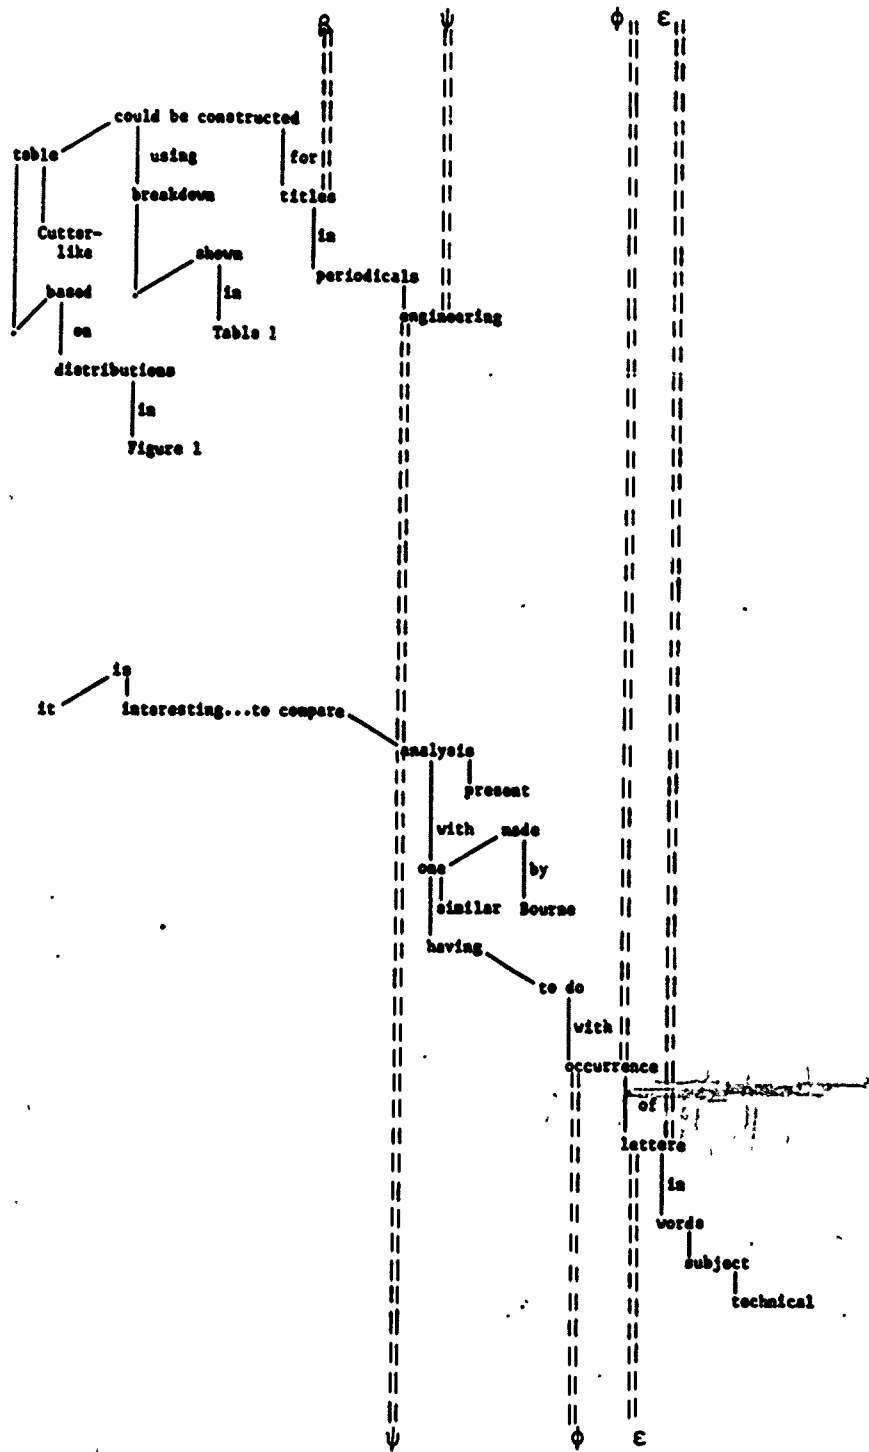 β ψ ϕ ε
could be constructed
table using for
breakdown titles
Cutter-
like
shown in
periodicals
based in
engineering
on Table 1
distributions
in
Figure 1
is
it interesting...to compare
analysis
present
with made
one by
similar Bourne
having
to do
with
occurrence
of
letters
in
words
subject
technical
ψ ϕ ε